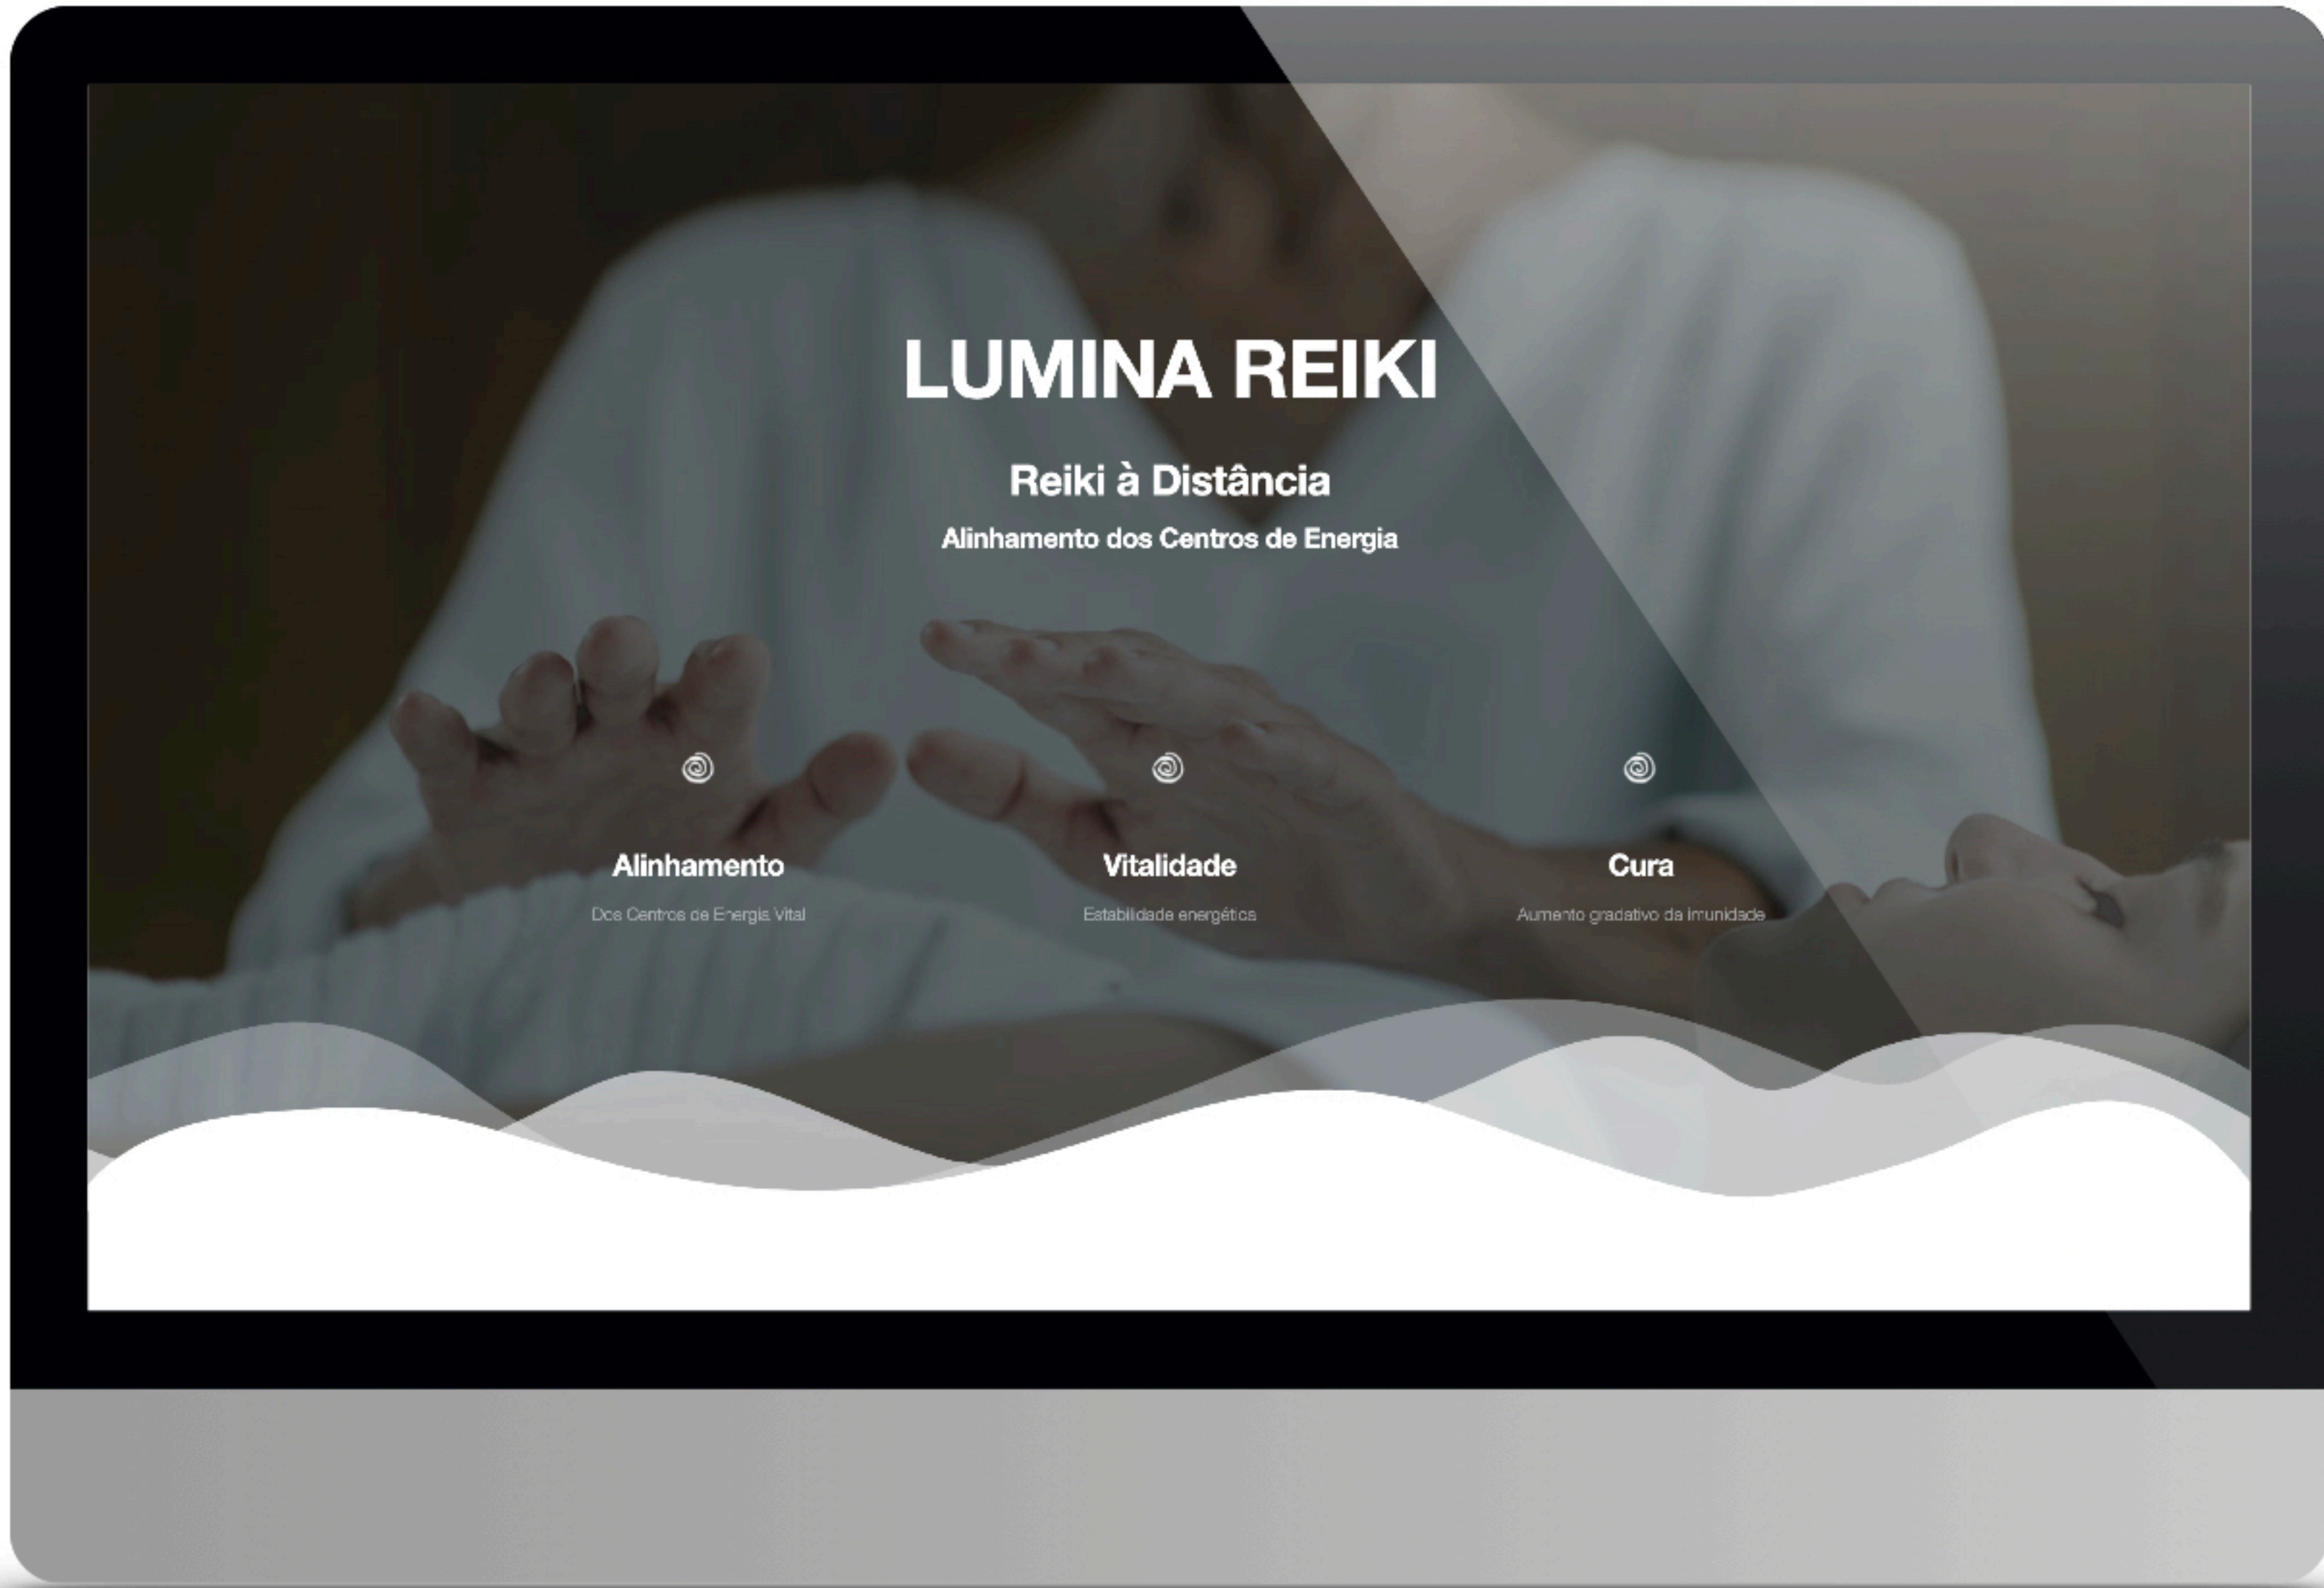 LUMINA REIKI
Reiki à Distância
Alinhamento dos Centros de Energia
Alinhamento
Dos Centros de Energia Vital
Vitalidade
Estabilidade energética
Cura
Aumento gradativo da imunidade